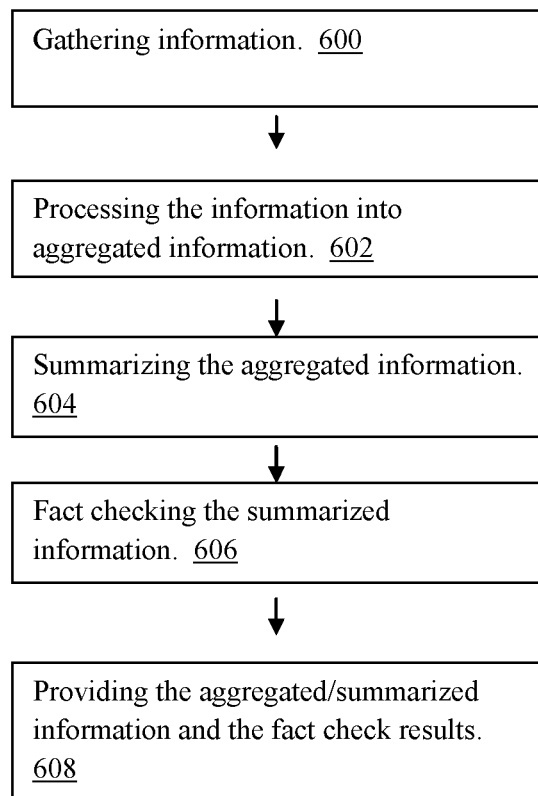 Gathering information. 600
Processing the information into
aggregated information. 602
Summarizing the aggregated information.
604
Fact checking the summarized
information. 606
Providing the aggregated/summarized
information and the fact check results.
608